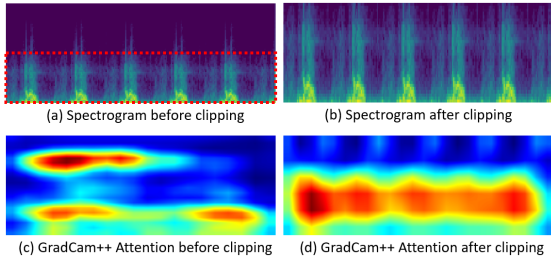 (a) Spectrogram before clipping
(b) Spectrogram after clipping
(c) GradCam++ Attention before clipping
(d) GradCam++ Attention after clipping